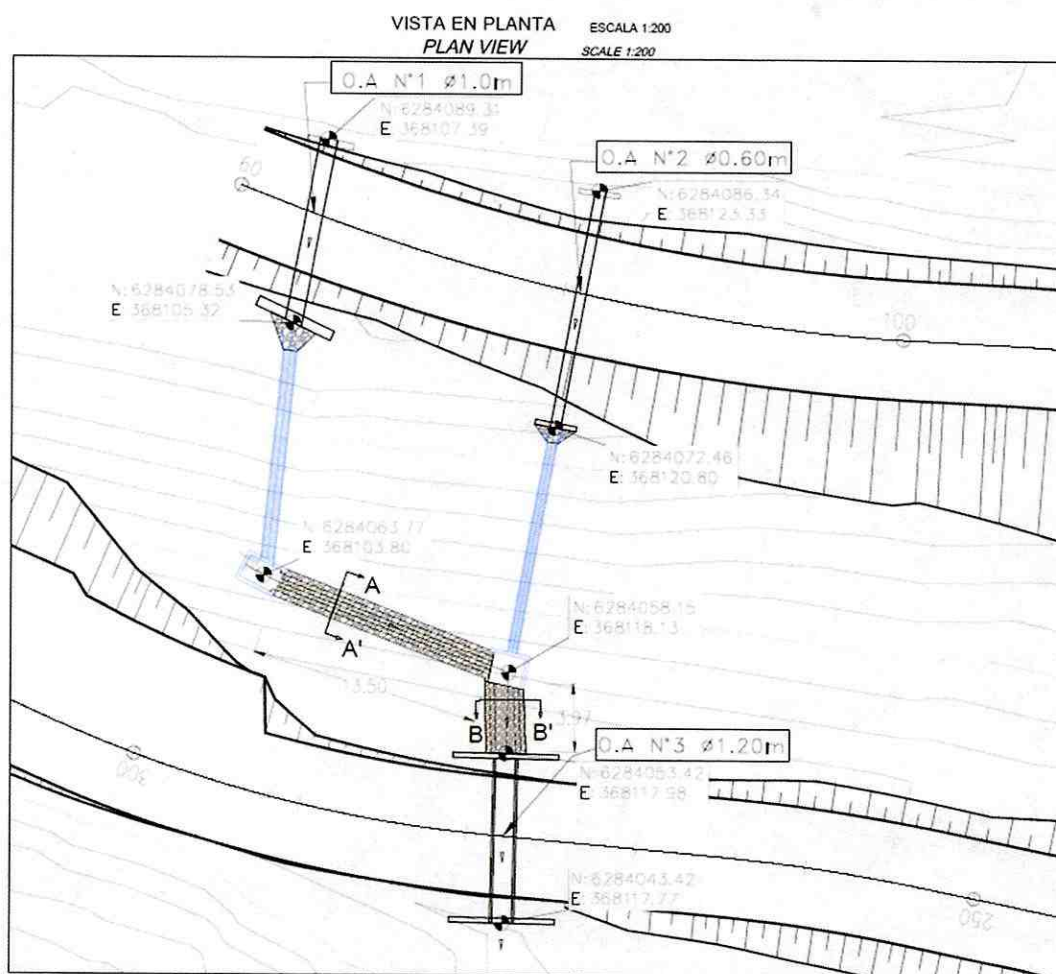 VISTA EN PLANTA ESCALA 1:200
PLAN VIEW SCALE 1:200
O.A N°1 Ø1.0m
N: 6284089.31
E: 368107.39
O.A N°2 Ø0.60m
60
N: 6284086.34
E: 368123.33
N: 6284078.53
E: 368105.32
100
N: 6284072.46
E: 368120.80
N: 6284063.77
E: 368103.80
A
A'
N: 6284058.15
E: 368118.13
13.50
B B'
3.97
O.A N°3 Ø1.20m
300
N: 6284053.42
E: 368117.98
N: 6284043.42
E: 368117.77
250